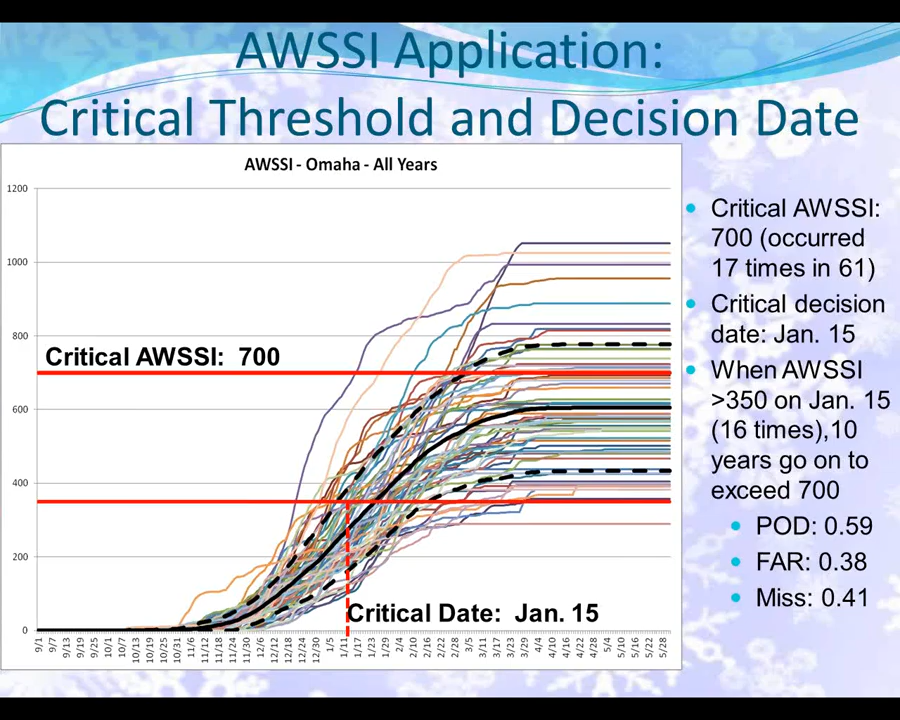 AWSSI Application:
Critical Threshold and Decision Date
AWSSI - Omaha - All Years
1200
1000
800
600
400
200
0
Critical AWSSI:  700
Critical Date:  Jan. 15
9/1
9/7
9/13
9/19
9/25
10/1
10/7
10/13
10/19
10/25
10/31
11/6
11/12
11/18
11/24
11/30
12/6
12/12
12/18
12/24
12/30
1/5
1/11
1/17
1/23
1/29
2/4
2/10
2/16
2/22
2/28
3/5
3/11
3/17
3/23
3/29
4/4
4/10
4/16
4/22
4/28
5/4
5/10
5/16
5/22
5/28
• Critical AWSSI:
700 (occurred
17 times in 61)
• Critical decision
date: Jan. 15
• When AWSSI
>350 on Jan. 15
(16 times),10
years go on to
exceed 700
• POD: 0.59
• FAR: 0.38
• Miss: 0.41